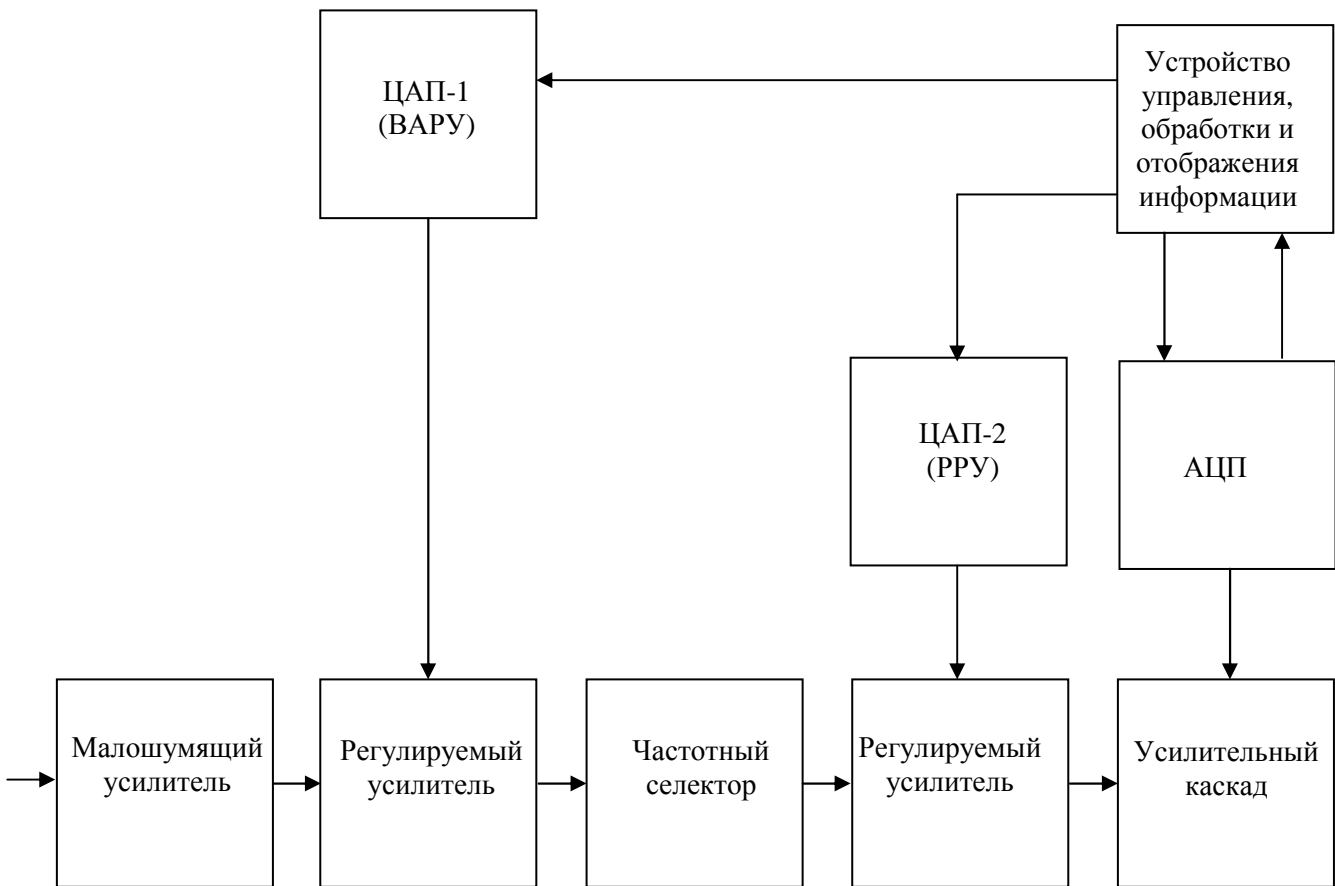 ЦАП-1
(ВАРУ)
Устройство
управления,
обработки и
отображения
информации
ЦАП-2
(РРУ)
АЦП
Малошумящий
усилитель
Регулируемый
усилитель
Частотный
селектор
Регулируемый
усилитель
Усилительный
каскад